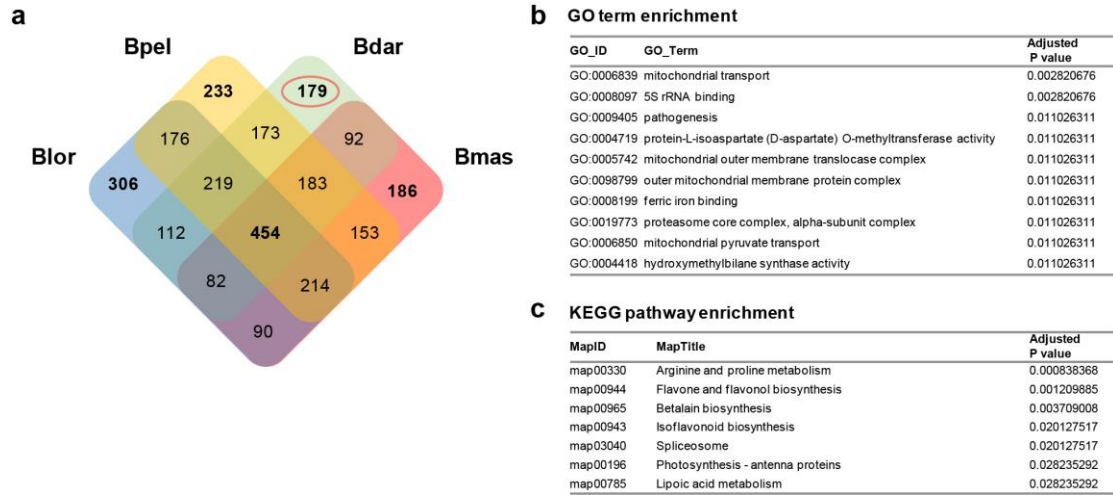 a
Bpel
Bdar
Blor
Bmas
233
179
176
173
92
306
219
183
186
112
454
153
82
214
90
b GO term enrichment
GO_ID GO_Term Adjusted P value
GO:0006839 mitochondrial transport 0.002820676
GO:0008097 5S rRNA binding 0.002820676
GO:0009405 pathogenesis 0.011026311
GO:0004719 protein-L-isoaspartate (D-aspartate) O-methyltransferase activity 0.011026311
GO:0005742 mitochondrial outer membrane translocase complex 0.011026311
GO:0098799 outer mitochondrial membrane protein complex 0.011026311
GO:0008199 ferric iron binding 0.011026311
GO:0019773 proteasome core complex, alpha-subunit complex 0.011026311
GO:0006850 mitochondrial pyruvate transport 0.011026311
GO:0004418 hydroxymethylbilane synthase activity 0.011026311
c KEGG pathway enrichment
MapID MapTitle Adjusted P value
map00330 Arginine and proline metabolism 0.000838368
map00944 Flavone and flavonol biosynthesis 0.001209885
map00965 Betalain biosynthesis 0.003709008
map00943 Isoflavonoid biosynthesis 0.020127517
map03040 Spliceosome 0.020127517
map00196 Photosynthesis - antenna proteins 0.028235292
map00785 Lipoic acid metabolism 0.028235292